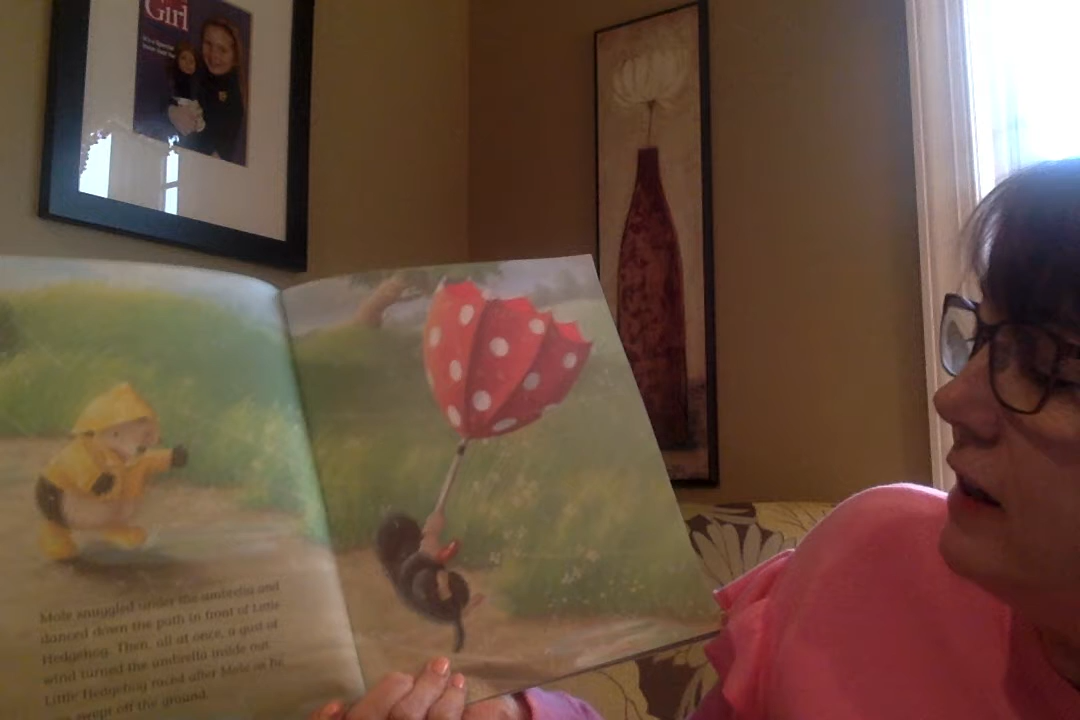 Girl
Mole snuggled under the umbrella and
danced down the path in front of Little
Hedgehog. Then, all at once, a gust of
wind turned the umbrella inside out.
Little Hedgehog raced after Mole as he
swept off the ground.